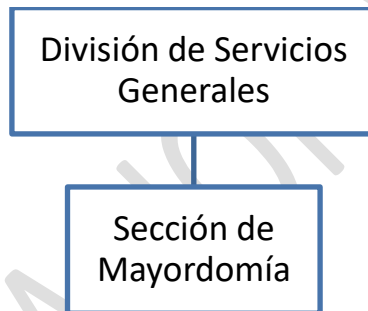 División de Servicios
Generales
Sección de
Mayordomía